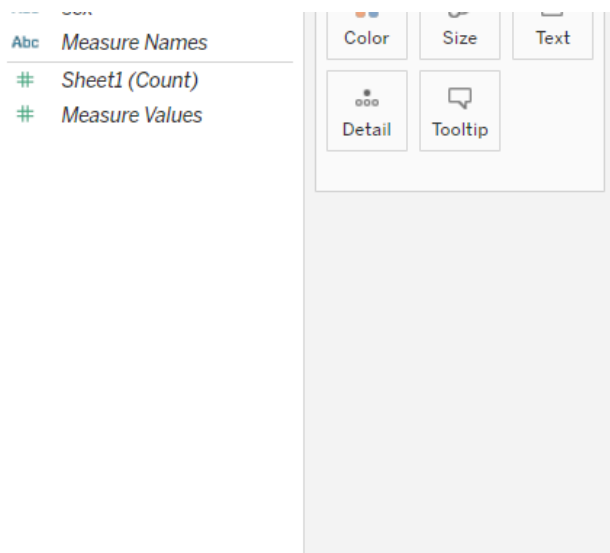 Abc Measure Names
# Sheet1 (Count)
# Measure Values
Color Size Text
Detail Tooltip